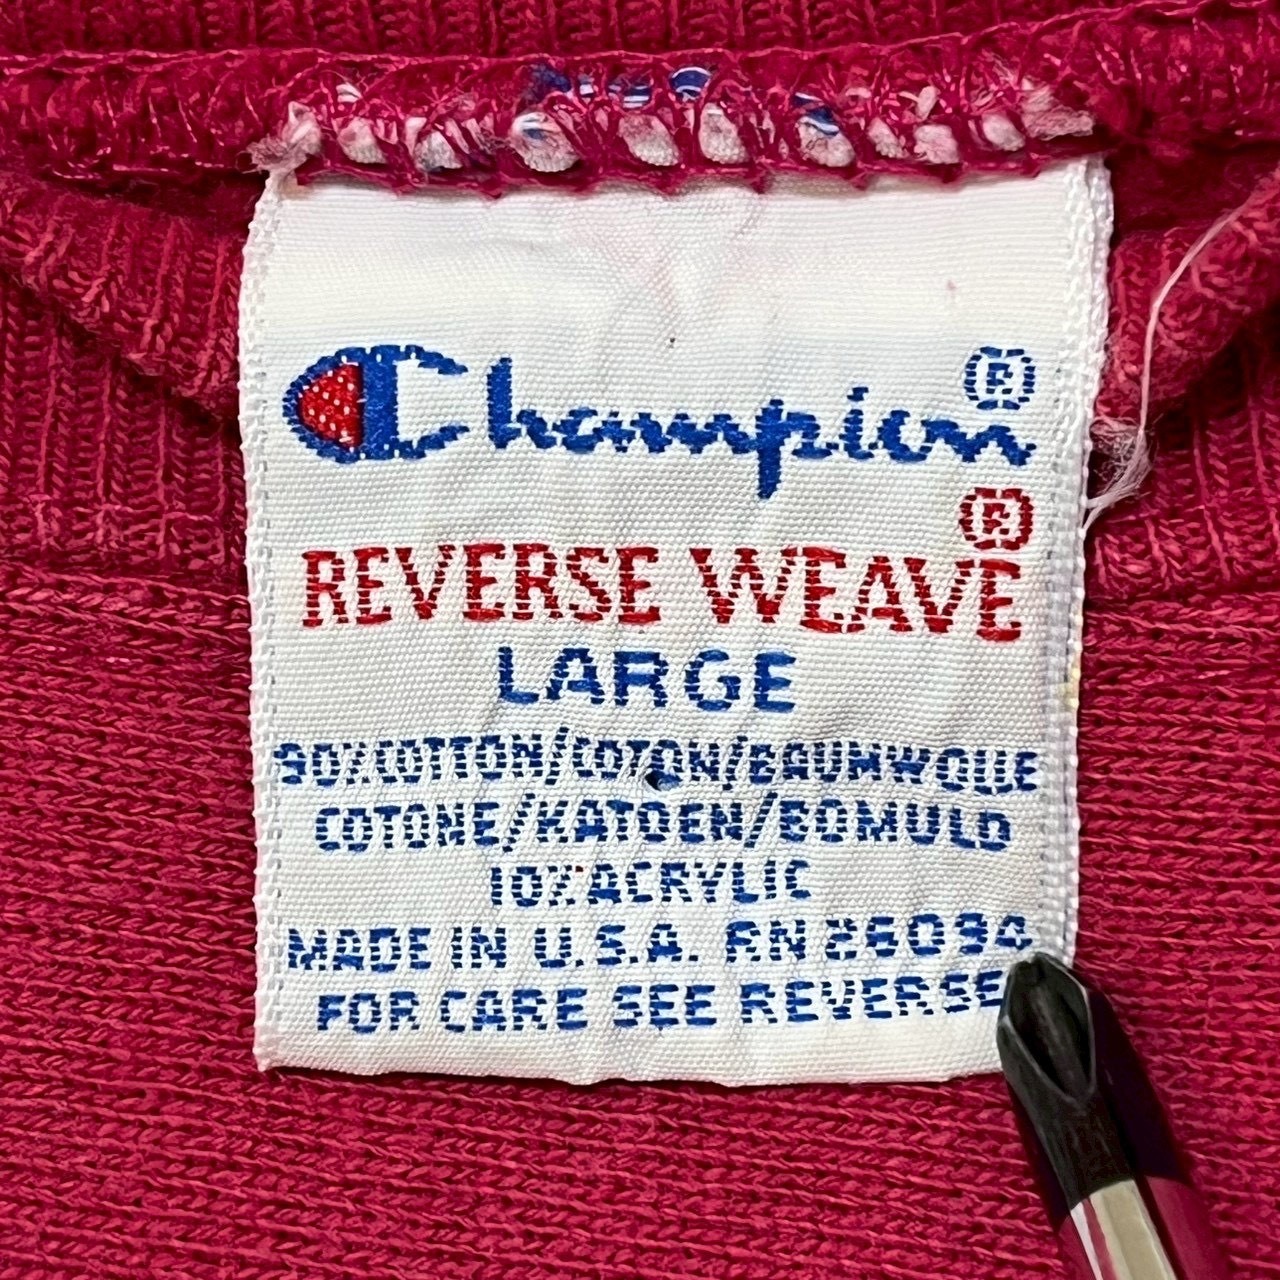 Champion®
REVERSE WEAVE®
LARGE
90% COTTON/COTON/BAUMWOLLE
COTONE/KATOEN/BOMULD
10% ACRYLIC
MADE IN U.S.A. RN 26094
FOR CARE SEE REVERSE